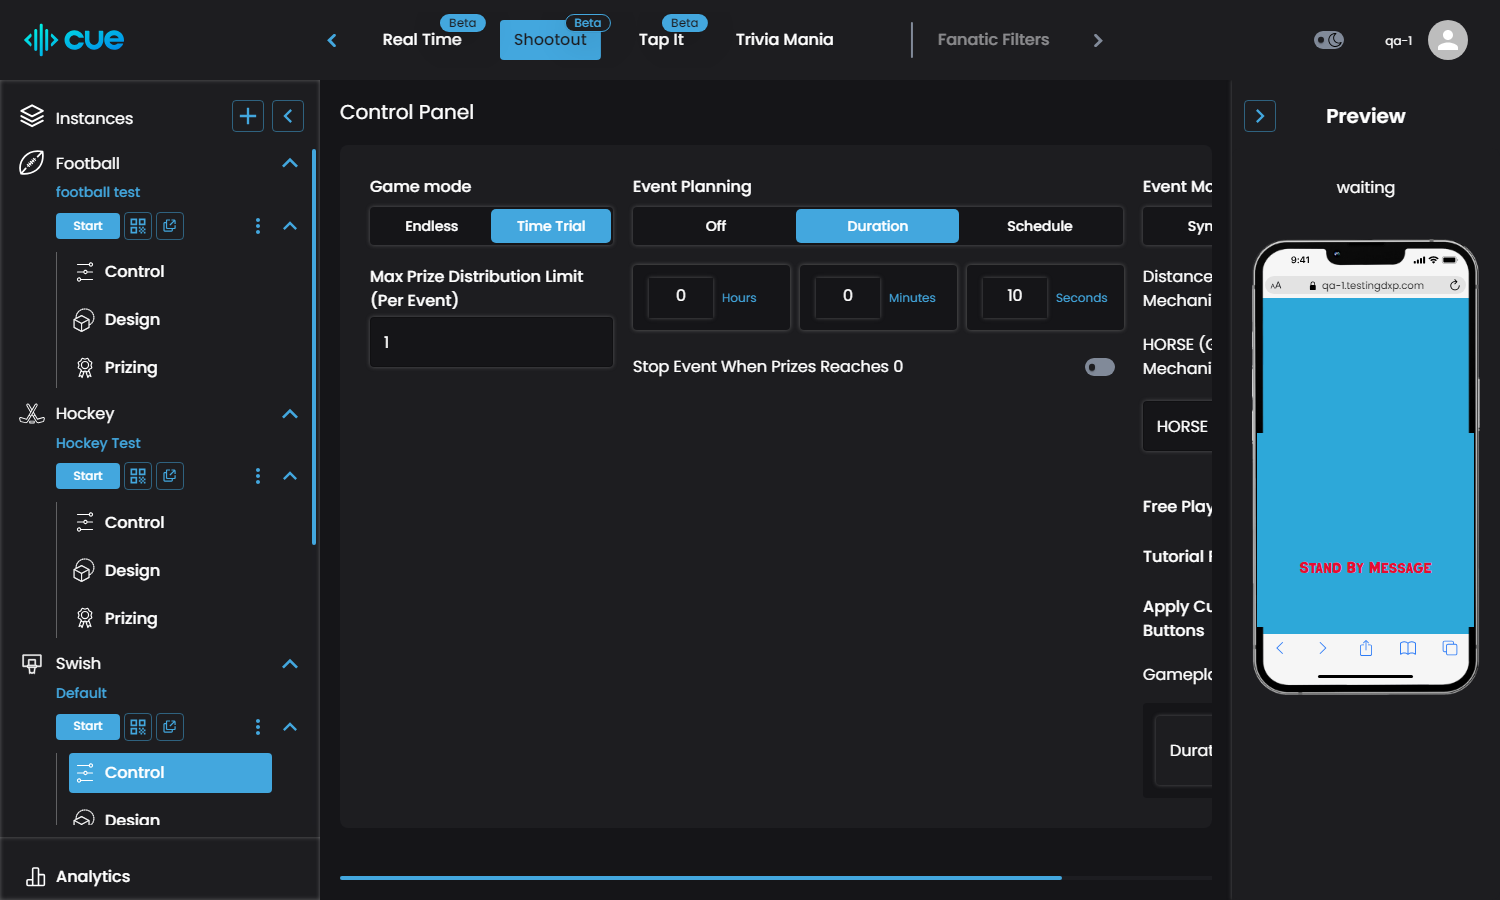 cue
Real Time
Beta
Shootout
Beta
Tap It
Beta
Trivia Mania
Fanatic Filters
qa-1
Instances
Football
football test
Start
Control
Design
Prizing
Hockey
Hockey Test
Start
Control
Design
Prizing
Swish
Default
Start
Control
Design
Analytics
Control Panel
Game mode
Endless
Time Trial
Max Prize Distribution Limit
(Per Event)
1
Event Planning
Off
Duration
Schedule
0
Hours
0
Minutes
10
Seconds
Stop Event When Prizes Reaches 0
Event Mo
Syn
Distance
Mechani
HORSE (G
Mechani
HORSE
Free Play
Tutorial
Apply Cu
Buttons
Gamepla
Durat
Preview
waiting
9:41
AA
qa-1.testingdxp.com
Stand By Message